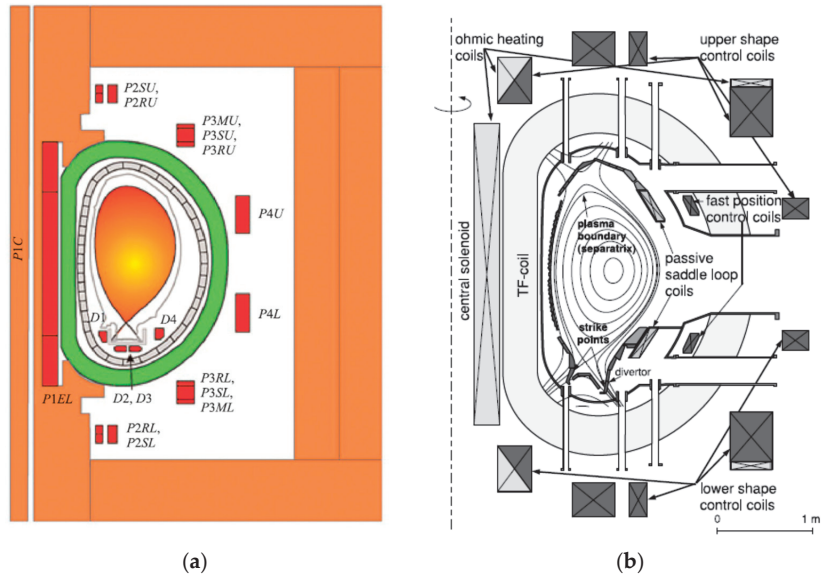 P2SU,
P2RU
P3MU,
P3SU,
P3RU
P4U
P1C
D1
D4
P4L
P1EL
D2, D3
P3RL,
P3SL,
P3ML
P2RL,
P2SL
(a)
ohmic heating
coils
upper shape
control coils
fast position
control coils
central solenoid
TF-coil
plasma
boundary
(separatrix)
passive
saddle loop
coils
strike
points
divertor
lower shape
control coils
0 1 m
(b)